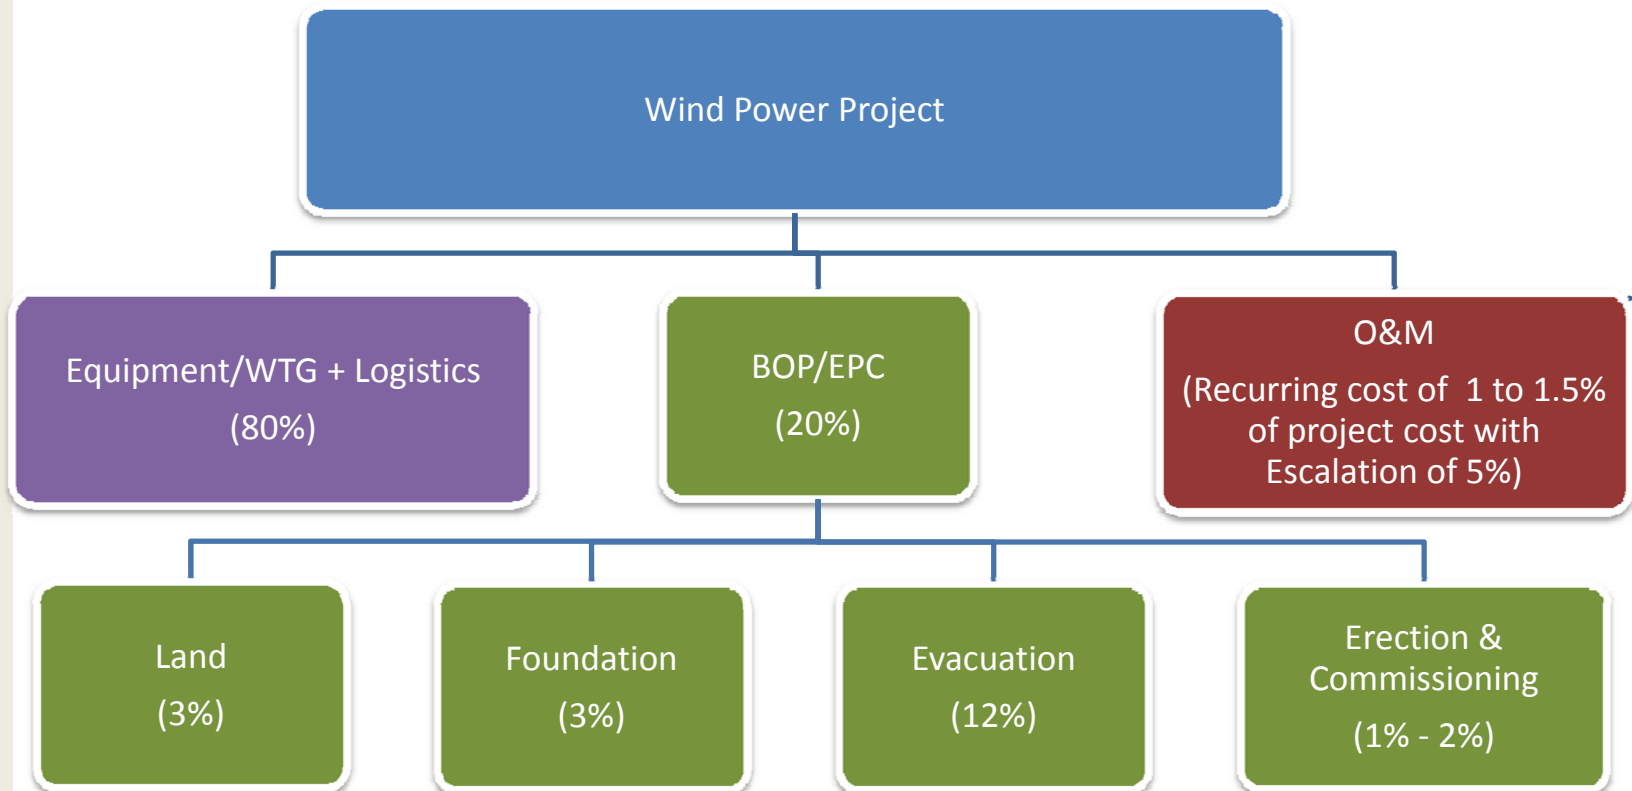 Wind Power Project
Equipment/WTG + Logistics
(80%)
BOP/EPC
(20%)
O&M
(Recurring cost of  1 to 1.5%
of project cost with
Escalation of 5%)
Land
(3%)
Foundation
(3%)
Evacuation
(12%)
Erection &
Commissioning
(1% - 2%)